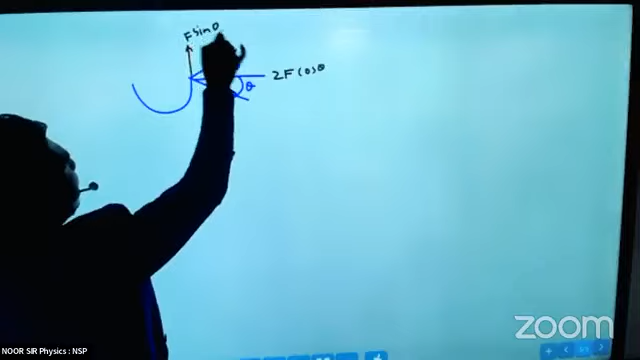 F sin θ
2F cos θ
θ
zoom
NOOR SIR Physics : NSP